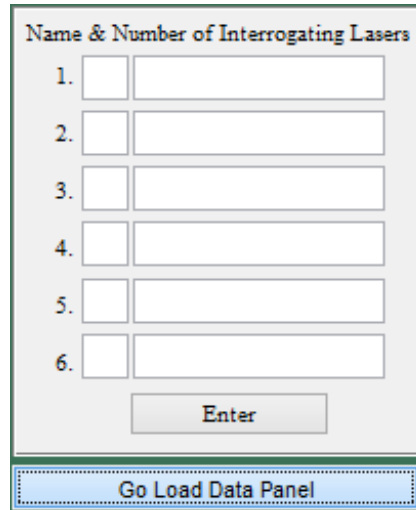 Name & Number of Interrogating Lasers
1.
2.
3.
4.
5.
6.
Enter
Go Load Data Panel